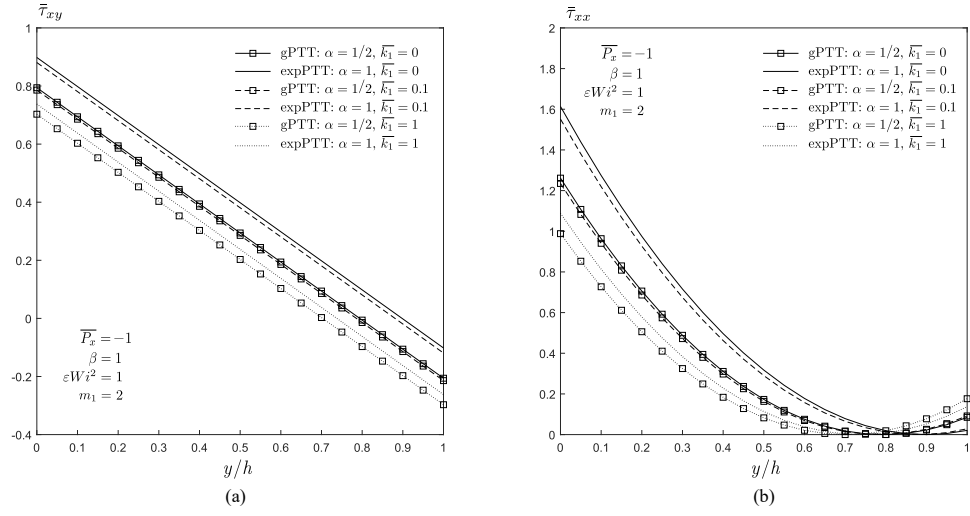 τ̿xy
1
0.8
0.6
0.4
0.2
0
-0.2
-0.4
0 0.1 0.2 0.3 0.4 0.5 0.6 0.7 0.8 0.9 1
y/h
gPTT: α = 1/2, k̅₁ = 0
expPTT: α = 1, k̅₁ = 0
gPTT: α = 1/2, k̅₁ = 0.1
expPTT: α = 1, k̅₁ = 0.1
gPTT: α = 1/2, k̅₁ = 1
expPTT: α = 1, k̅₁ = 1
P̅x = −1
β = 1
εWi² = 1
m₁ = 2
(a)
τ̿xx
2
1.8
1.6
1.4
1.2
1
0.8
0.6
0.4
0.2
0
0 0.1 0.2 0.3 0.4 0.5 0.6 0.7 0.8 0.9 1
y/h
P̅x = −1
β = 1
εWi² = 1
m₁ = 2
gPTT: α = 1/2, k̅₁ = 0
expPTT: α = 1, k̅₁ = 0
gPTT: α = 1/2, k̅₁ = 0.1
expPTT: α = 1, k̅₁ = 0.1
gPTT: α = 1/2, k̅₁ = 1
expPTT: α = 1, k̅₁ = 1
(b)